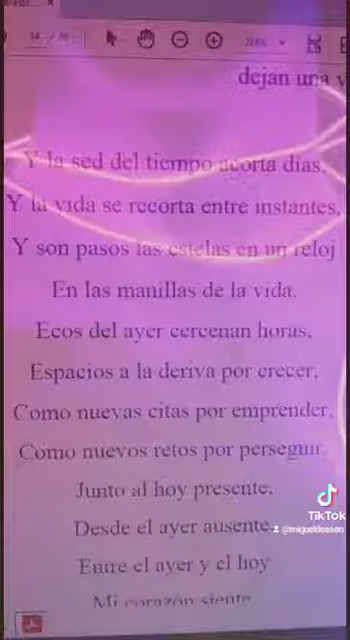 54 / 78
dejan una v
Y la sed del tiempo acorta días,
Y la vida se recorta entre instantes,
Y son pasos las estelas en un reloj
En las manillas de la vida.
Ecos del ayer cercenan horas,
Espacios a la deriva por crecer,
Como nuevas citas por emprender,
Como nuevos retos por perseguir.
Junto al hoy presente,
Desde el ayer ausente
Entre el ayer y el hoy
Mi corazón siente
TikTok